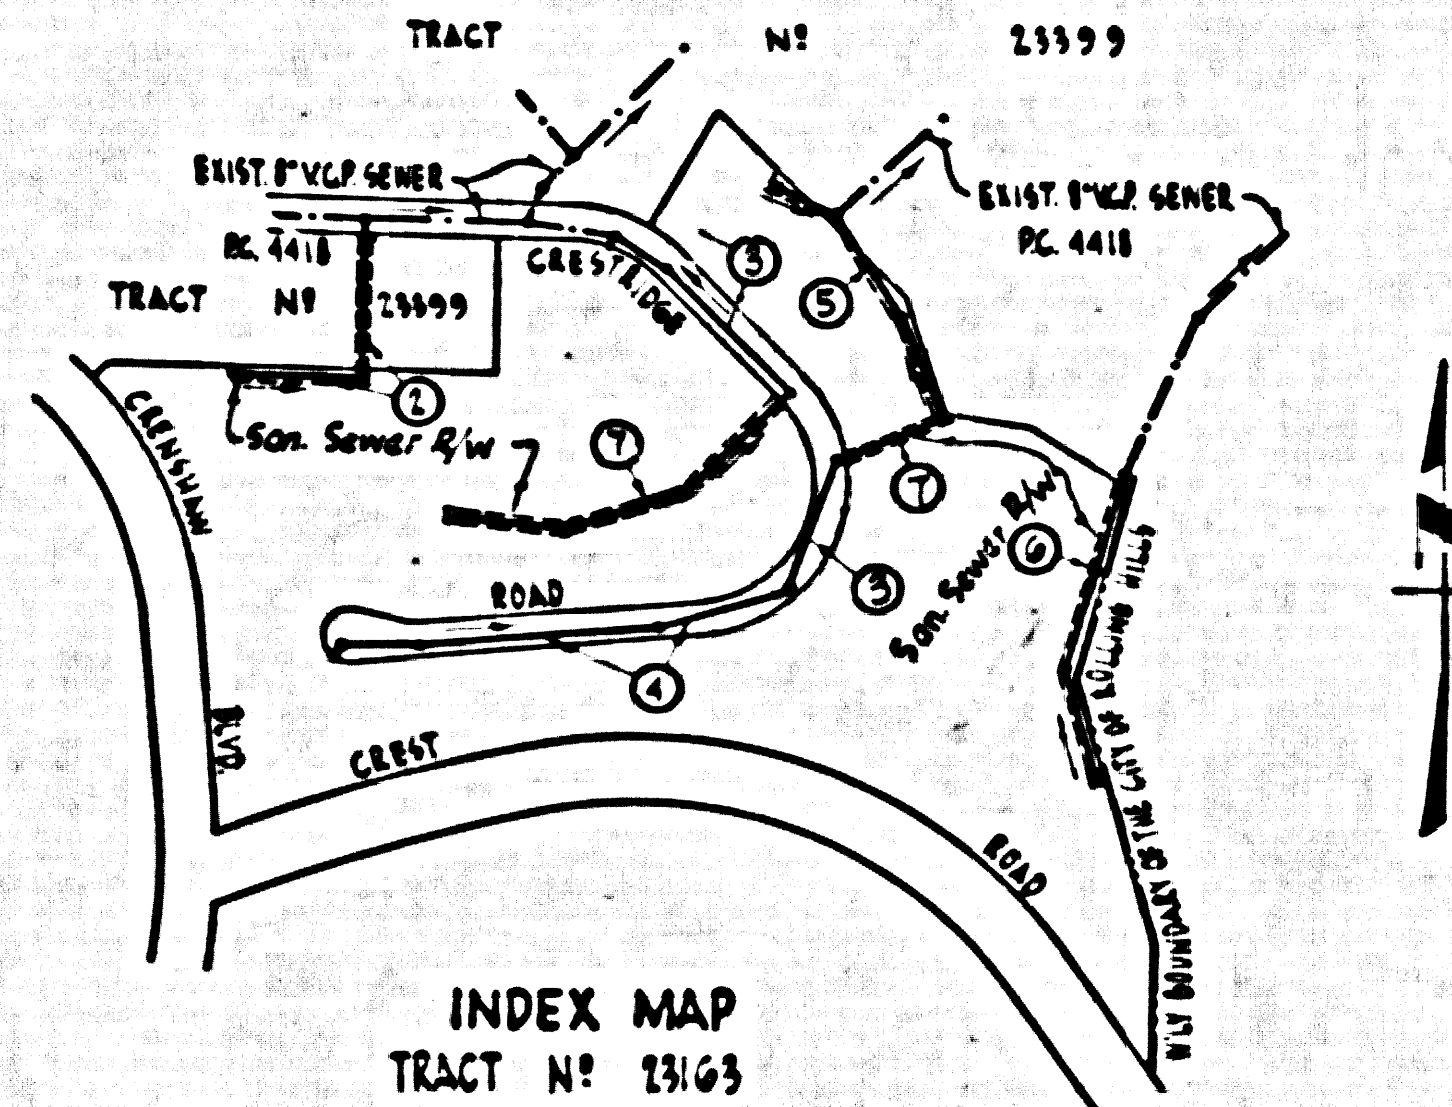 TRACT Nº 23399
EXIST. 8" V.C.P. SEWER
EXIST. 8" V.C.P. SEWER
P.C. 4418
P.C. 4418
TRACT Nº 23399
CRESTRIDGE
3
5
2
San. Sewer R/W
7
7
CRENSHAW
San. Sewer R/W
6
3
ROAD
4
BLVD.
CREST
ROAD
N.LY BOUNDARY OF THE CITY OF ROLLING HILLS
INDEX MAP
TRACT Nº 23163